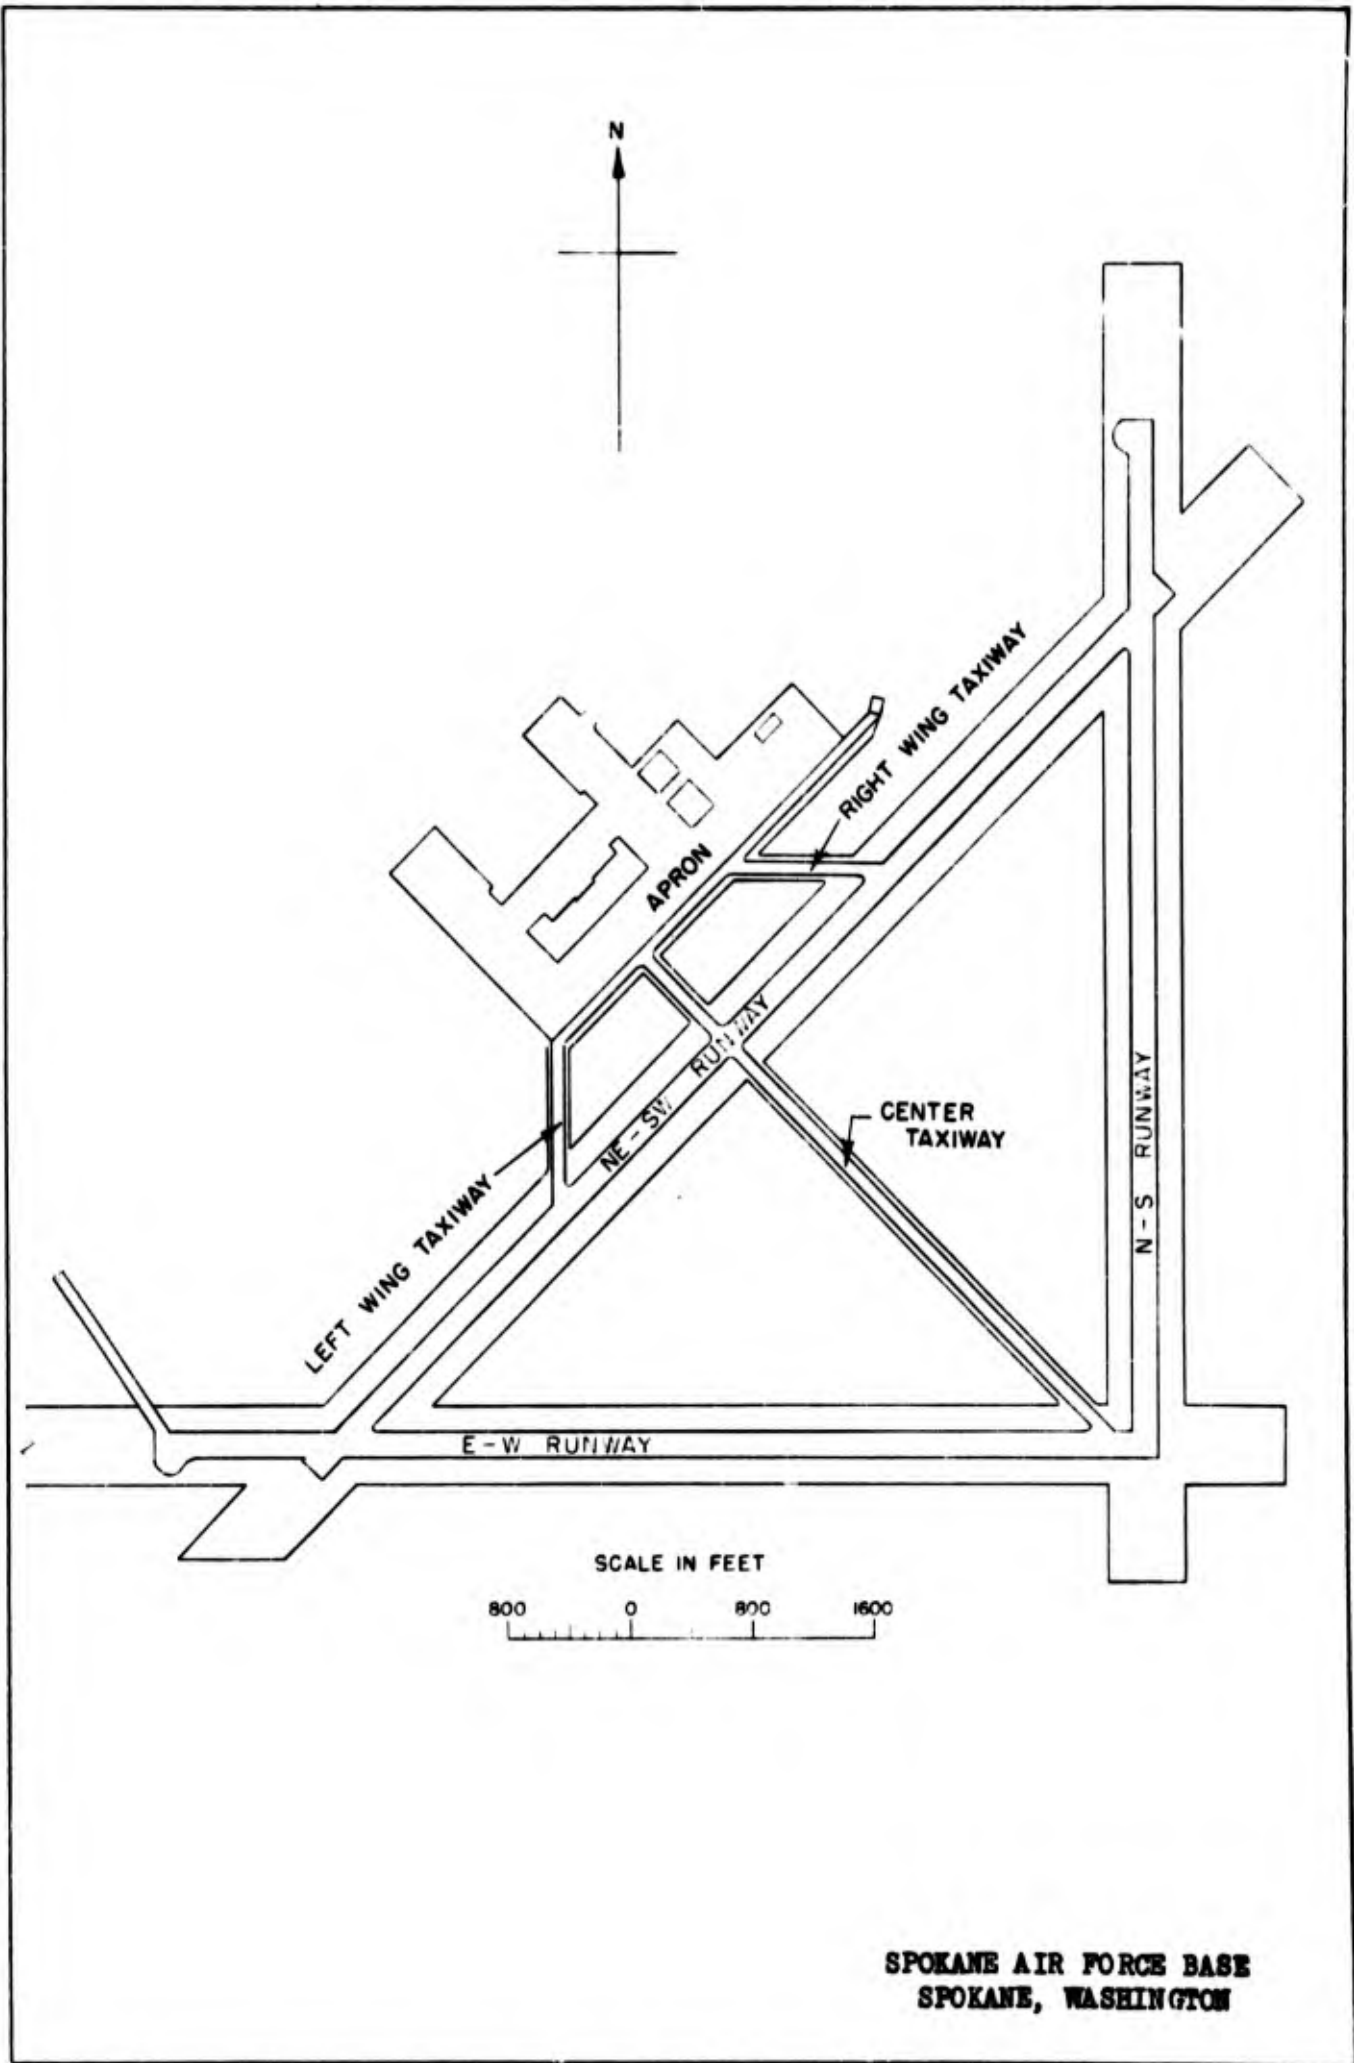 N
RIGHT WING TAXIWAY
APRON
NE - SW RUNWAY
CENTER
TAXIWAY
N - S RUNWAY
LEFT WING TAXIWAY
E - W RUNWAY
SCALE IN FEET
800 0 800 1600
SPOKANE AIR FORCE BASE
SPOKANE, WASHINGTON